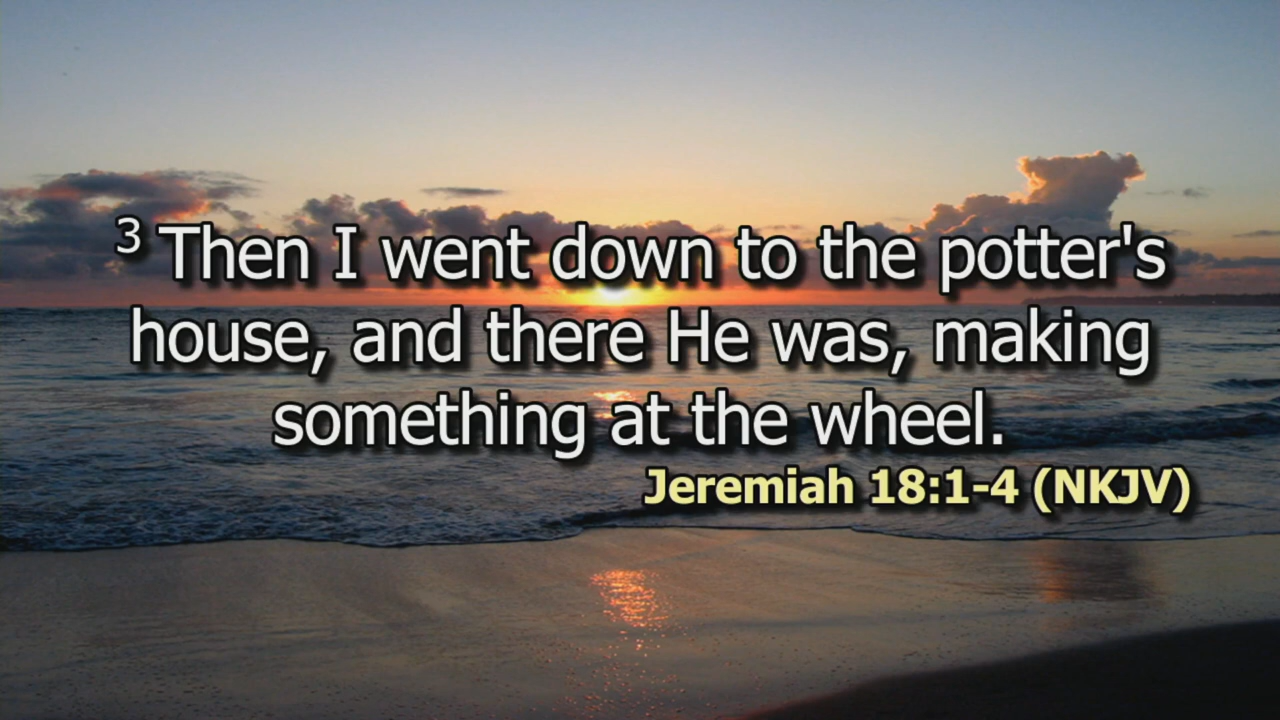 3 Then I went down to the potter's
house, and there He was, making
something at the wheel.
Jeremiah 18:1-4 (NKJV)